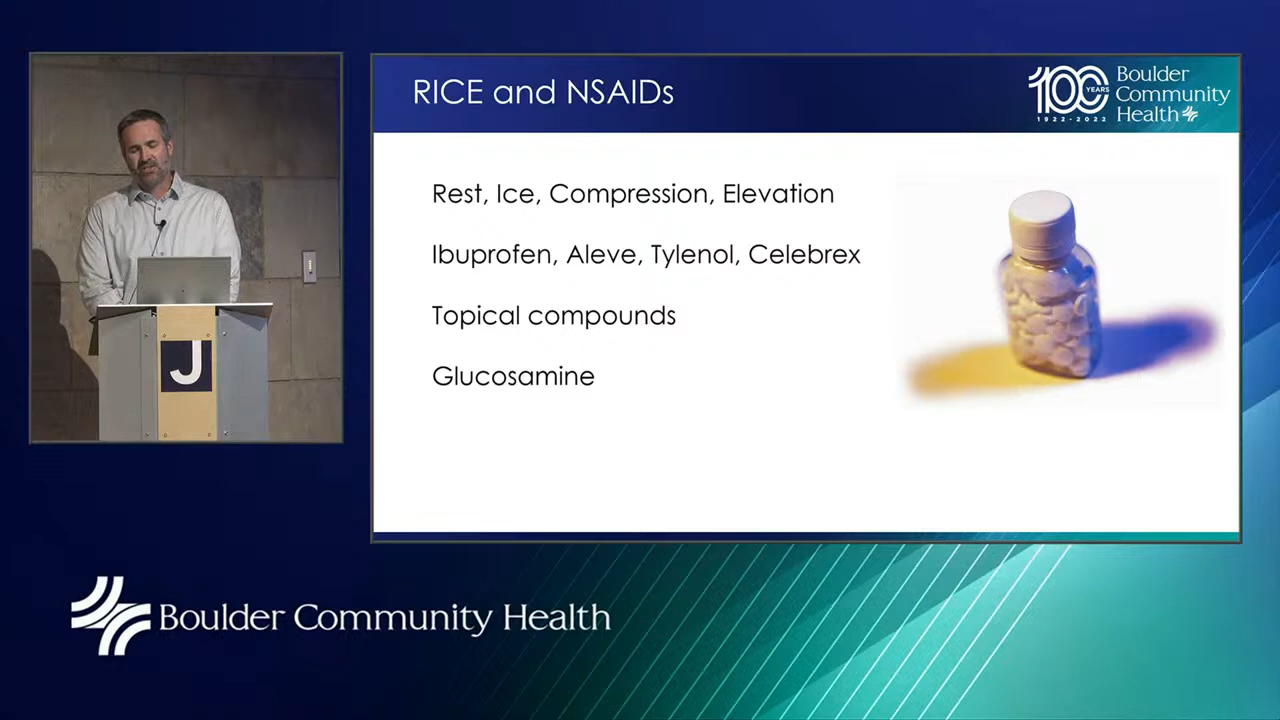 RICE and NSAIDs
100 YEARS
1922-2022
Boulder
Community
Health
Rest, Ice, Compression, Elevation
Ibuprofen, Aleve, Tylenol, Celebrex
Topical compounds
Glucosamine
J
Boulder Community Health